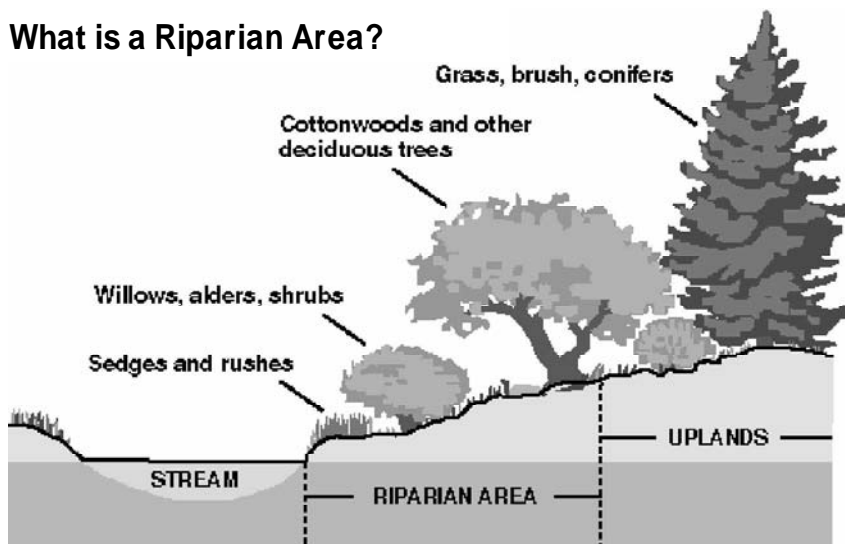 What is a Riparian Area?
Grass, brush, conifers
Cottonwoods and other
deciduous trees
Willows, alders, shrubs
Sedges and rushes
UPLANDS
STREAM
RIPARIAN AREA